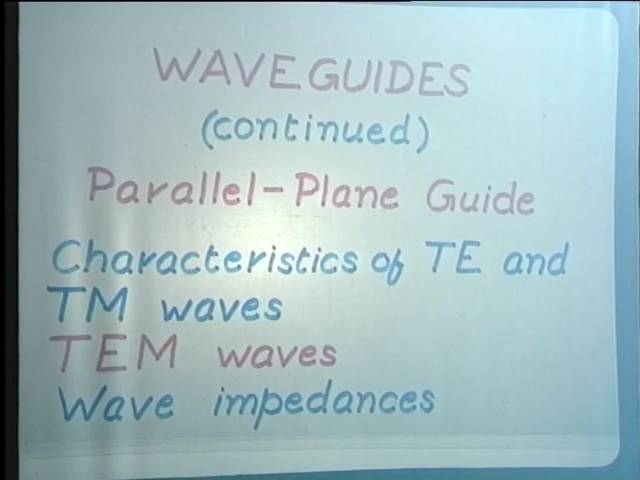 WAVEGUIDES
(continued)
Parallel-Plane Guide
Characteristics of TE and
TM waves
TEM waves
Wave impedances